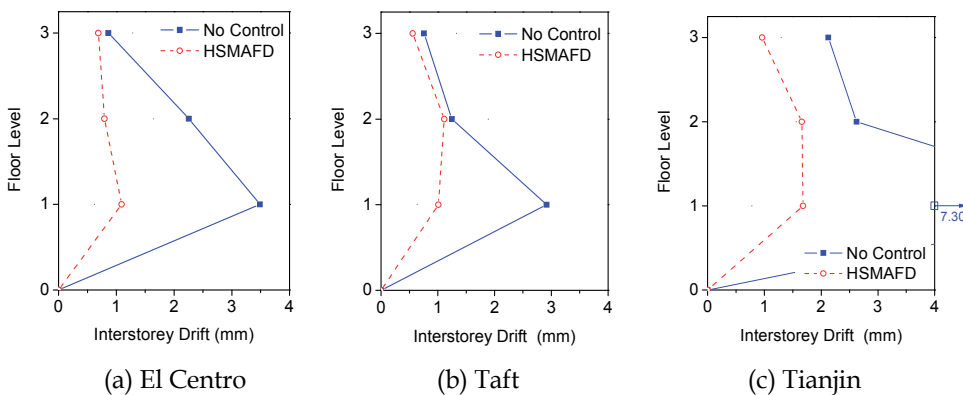 3
2
1
0
0 1 2 3 4
Floor Level
Interstorey Drift (mm)
No Control
HSMAFD
(a) El Centro
3
2
1
0
0 1 2 3 4
Floor Level
Interstorey Drift (mm)
No Control
HSMAFD
(b) Taft
3
2
1
0
0 1 2 3 4
Floor Level
Interstorey Drift (mm)
7.30
No Control
HSMAFD
(c) Tianjin